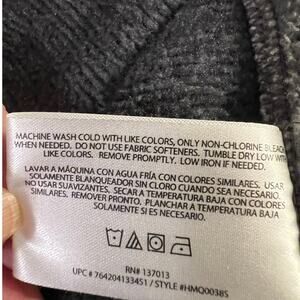 MACHINE WASH COLD WITH LIKE COLORS, ONLY NON-CHLORINE BLEACH
WHEN NEEDED. DO NOT USE FABRIC SOFTENERS. TUMBLE DRY LOW WITH
LIKE COLORS. REMOVE PROMPTLY. LOW IRON IF NEEDED.
LAVAR A MÁQUINA CON AGUA FRÍA CON COLORES SIMILARES. USAR
SOLAMENTE BLANQUEADOR SIN CLORO CUANDO SEA NECESARIO.
NO USAR SUAVIZANTES. SECAR A TEMPERATURA BAJA CON COLORES
SIMILARES. REMOVER PRONTO. PLANCHAR A TEMPERATURA BAJA
SOLAMENTE SI ES NECESARIO.
RN# 137013
UPC # 764204133451 / STYLE #HMQ0038S